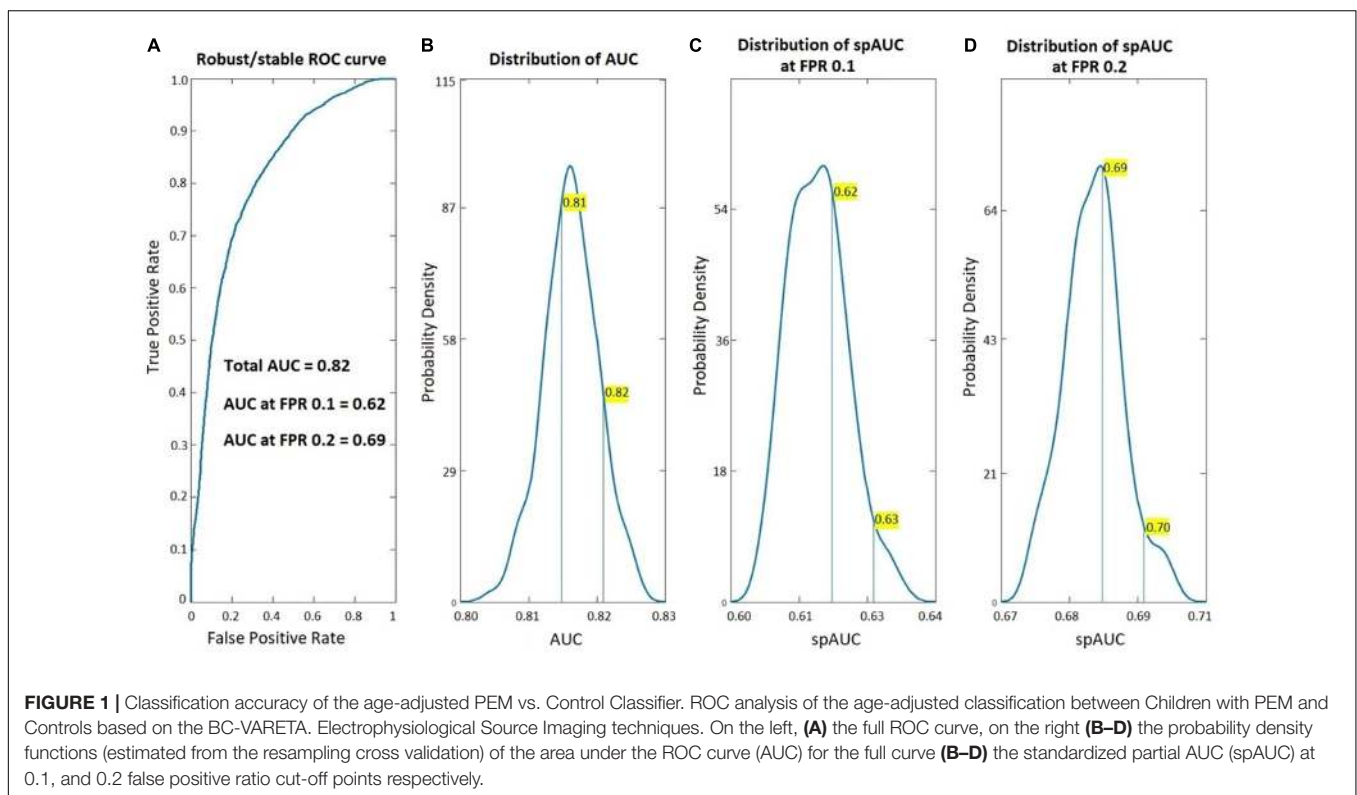 A
Robust/stable ROC curve
1.0
0.9
0.8
0.7
0.6
0.5
0.4
0.3
0.2
0.1
0
True Positive Rate
Total AUC = 0.82
AUC at FPR 0.1 = 0.62
AUC at FPR 0.2 = 0.69
0 0.2 0.4 0.6 0.8 1
False Positive Rate
B
Distribution of AUC
115
87
58
29
0
Probability Density
0.81
0.82
0.80 0.81 0.82 0.83
AUC
C
Distribution of spAUC
at FPR 0.1
54
36
18
0
Probability Density
0.62
0.63
0.60 0.61 0.63 0.64
spAUC
D
Distribution of spAUC
at FPR 0.2
64
43
21
0
Probability Density
0.69
0.70
0.67 0.68 0.69 0.71
spAUC
FIGURE 1 | Classification accuracy of the age-adjusted PEM vs. Control Classifier. ROC analysis of the age-adjusted classification between Children with PEM and
Controls based on the BC-VARETA. Electrophysiological Source Imaging techniques. On the left, (A) the full ROC curve, on the right (B–D) the probability density
functions (estimated from the resampling cross validation) of the area under the ROC curve (AUC) for the full curve (B–D) the standardized partial AUC (spAUC) at
0.1, and 0.2 false positive ratio cut-off points respectively.